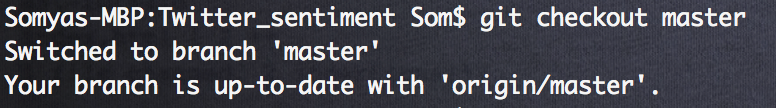 Somyas-MBP:Twitter_sentiment Som$ git checkout master
Switched to branch 'master'
Your branch is up-to-date with 'origin/master'.